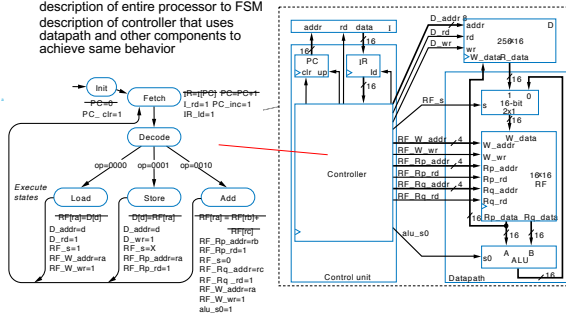 description of entire processor to FSM
description of controller that uses
datapath and other components to
achieve same behavior
Init
PC=0
PC_ clr=1
Fetch
IR=I[PC] PC=PC+1
I_rd=1 PC_inc=1
IR_ld=1
Decode
op=0000
op=0001
op=0010
Execute
states
Load
Store
Add
RF[ra]=D[d]
D_addr=d
D_rd=1
RF_s=1
RF_W_addr=ra
RF_W_wr=1
D[d]=RF[ra]
D_addr=d
D_wr=1
RF_s=X
RF_Rp_addr=ra
RF_Rp_rd=1
RF[ra] = RF[rb]+
RF[rc]
RF_Rp_addr=rb
RF_Rp_rd=1
RF_s=0
RF_Rq_addr=rc
RF_Rq _rd=1
RF_W_addr=ra
RF_W_wr=1
alu_s0=1
addr rd data I
16
16
PC
clr up
IR
ld
16
Controller
Control unit
D_addr 8
D_rd
D_wr
addr
rd
wr
D
256x16
W_data R_data
16
16
RF_s
s
1 0
16-bit
2x1
16
RF_W_addr 4
RF_W_wr
RF_Rp_addr 4
RF_Rp_rd
RF_Rq_addr 4
RF_Rq_rd
W_data
W_addr
W_wr
Rp_addr
Rp_rd
Rq_addr
Rq_rd
16x16
RF
Rp_data Rq_data
16
16
16
alu_s0
s0
A B
ALU
16
Datapath